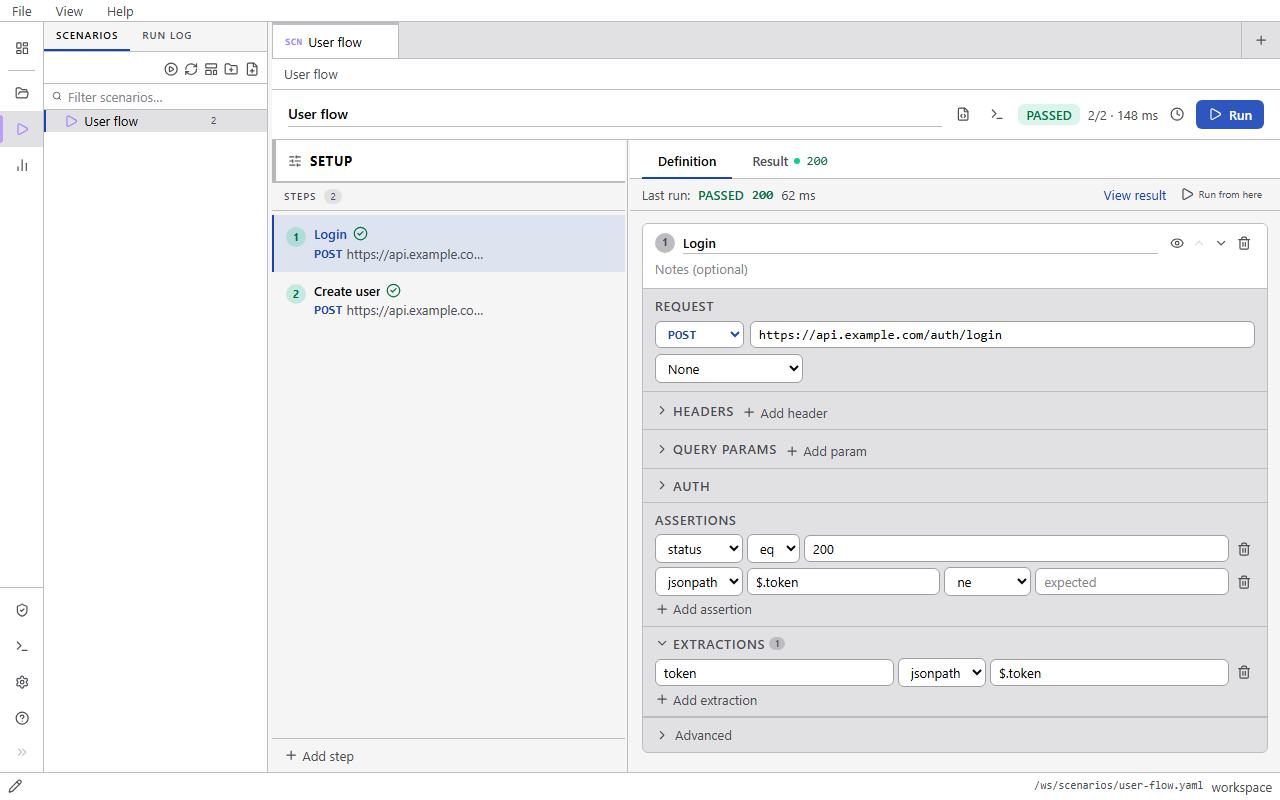 File View Help
SCENARIOS RUN LOG
Filter scenarios...
User flow 2
SCN User flow
User flow
User flow
PASSED 2/2 · 148 ms Run
SETUP
STEPS 2
1 Login
POST https://api.example.co...
2 Create user
POST https://api.example.co...
Add step
Definition Result 200
Last run: PASSED 200 62 ms View result Run from here
1 Login
Notes (optional)
REQUEST
POST https://api.example.com/auth/login
None
HEADERS Add header
QUERY PARAMS Add param
AUTH
ASSERTIONS
status eq 200
jsonpath $.token ne expected
Add assertion
EXTRACTIONS 1
token jsonpath $.token
Add extraction
Advanced
/ws/scenarios/user-flow.yaml workspace